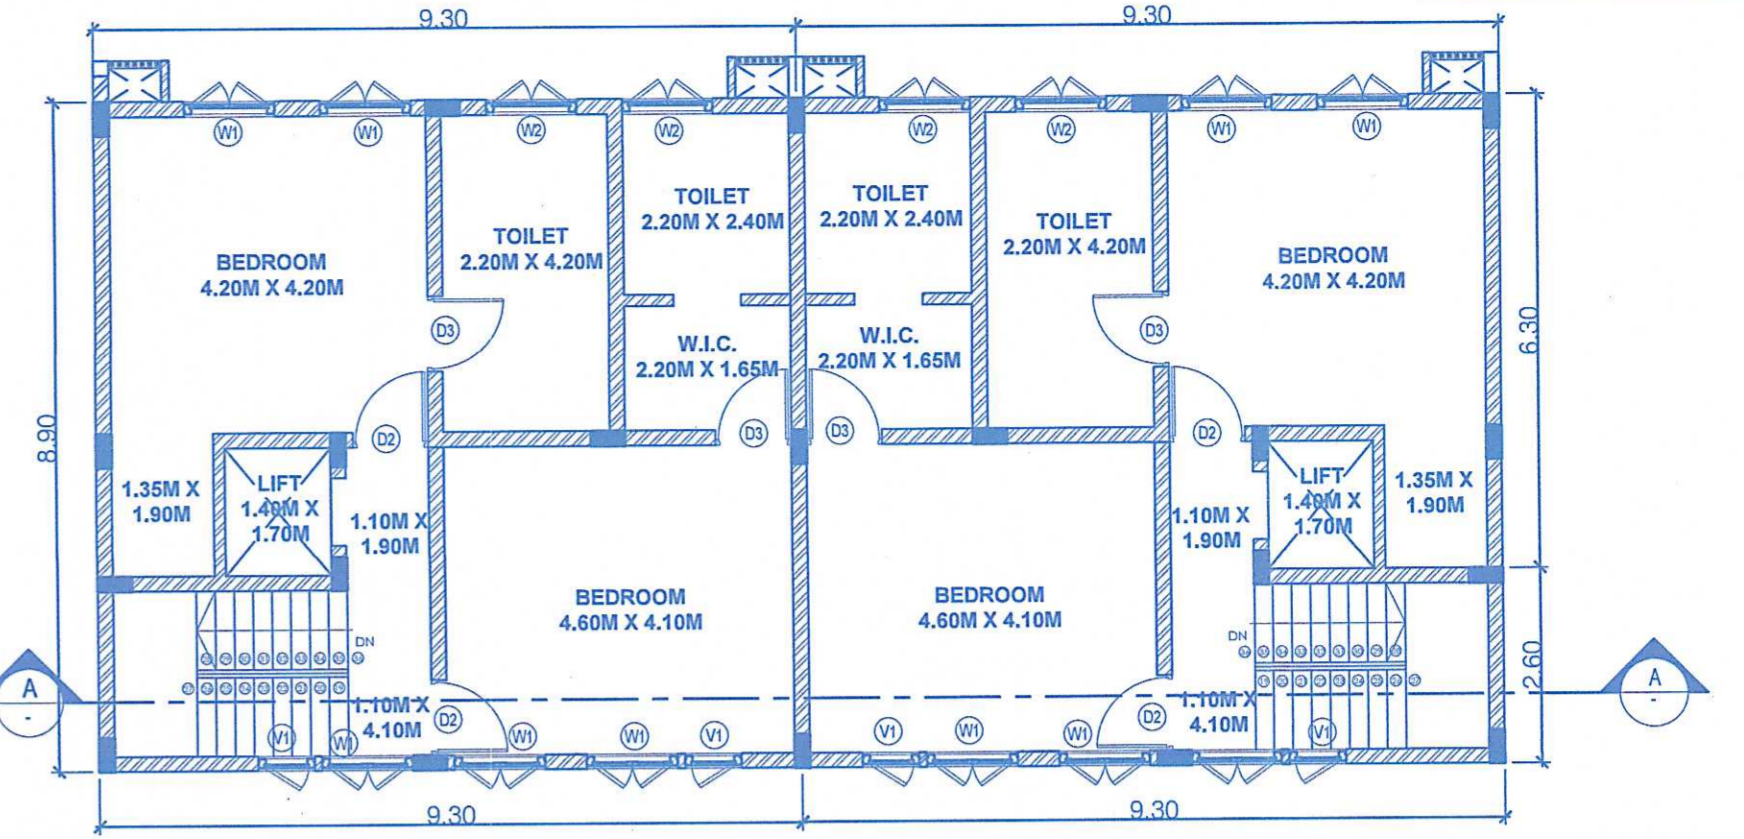 9.30
9.30
W1
W1
W2
W2
W2
W2
W1
W1
TOILET
2.20M X 2.40M
TOILET
2.20M X 2.40M
TOILET
2.20M X 4.20M
TOILET
2.20M X 4.20M
BEDROOM
4.20M X 4.20M
BEDROOM
4.20M X 4.20M
D3
D3
W.I.C.
2.20M X 1.65M
W.I.C.
2.20M X 1.65M
6.30
8.90
D2
D3
D3
D2
1.35M X
1.90M
LIFT
1.40M X
1.70M
1.10M X
1.90M
1.10M X
1.90M
LIFT
1.40M X
1.70M
1.35M X
1.90M
BEDROOM
4.60M X 4.10M
BEDROOM
4.60M X 4.10M
DN
DN
2.60
A
-
A
-
1.10M X
4.10M
D2
D2
1.10M X
4.10M
V1
W1
W1
W1
V1
V1
W1
W1
V1
9.30
9.30